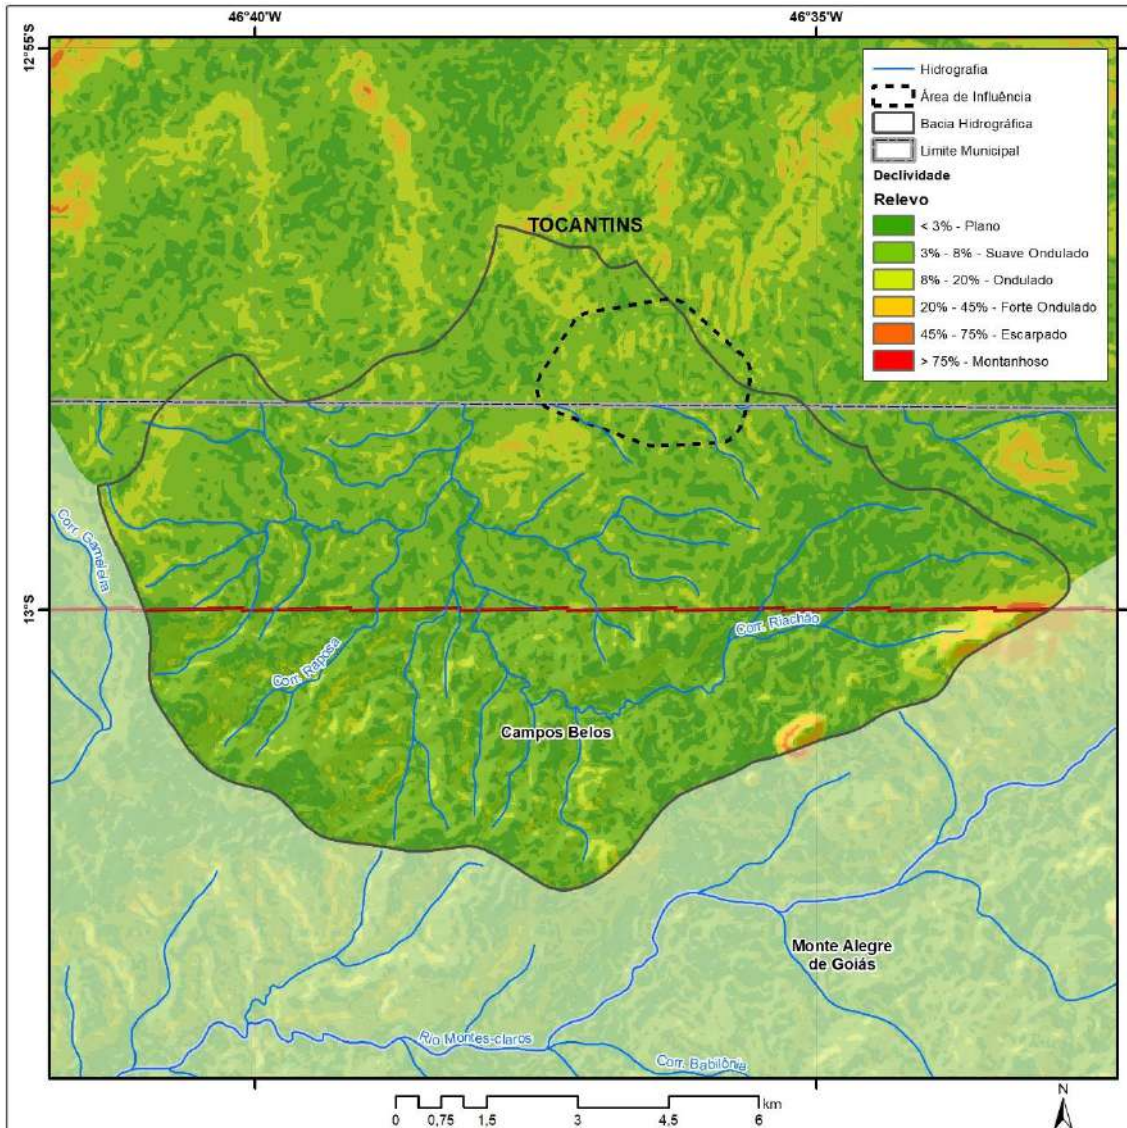 46°40'W
46°35'W
12°55'S
Hidrografia
Área de Influência
Bacia Hidrográfica
Limite Municipal
Declividade
Relevo
< 3% - Plano
3% - 8% - Suave Ondulado
8% - 20% - Ondulado
20% - 45% - Forte Ondulado
45% - 75% - Escarpado
> 75% - Montanhoso
TOCANTINS
Corr. Gameleira
13°S
Corr. Riachão
Corr. Raposa
Campos Belos
Monte Alegre
de Goiás
Rio Montes-claros
Corr. Babilônia
km
0 0,75 1,5 3 4,5 6
N